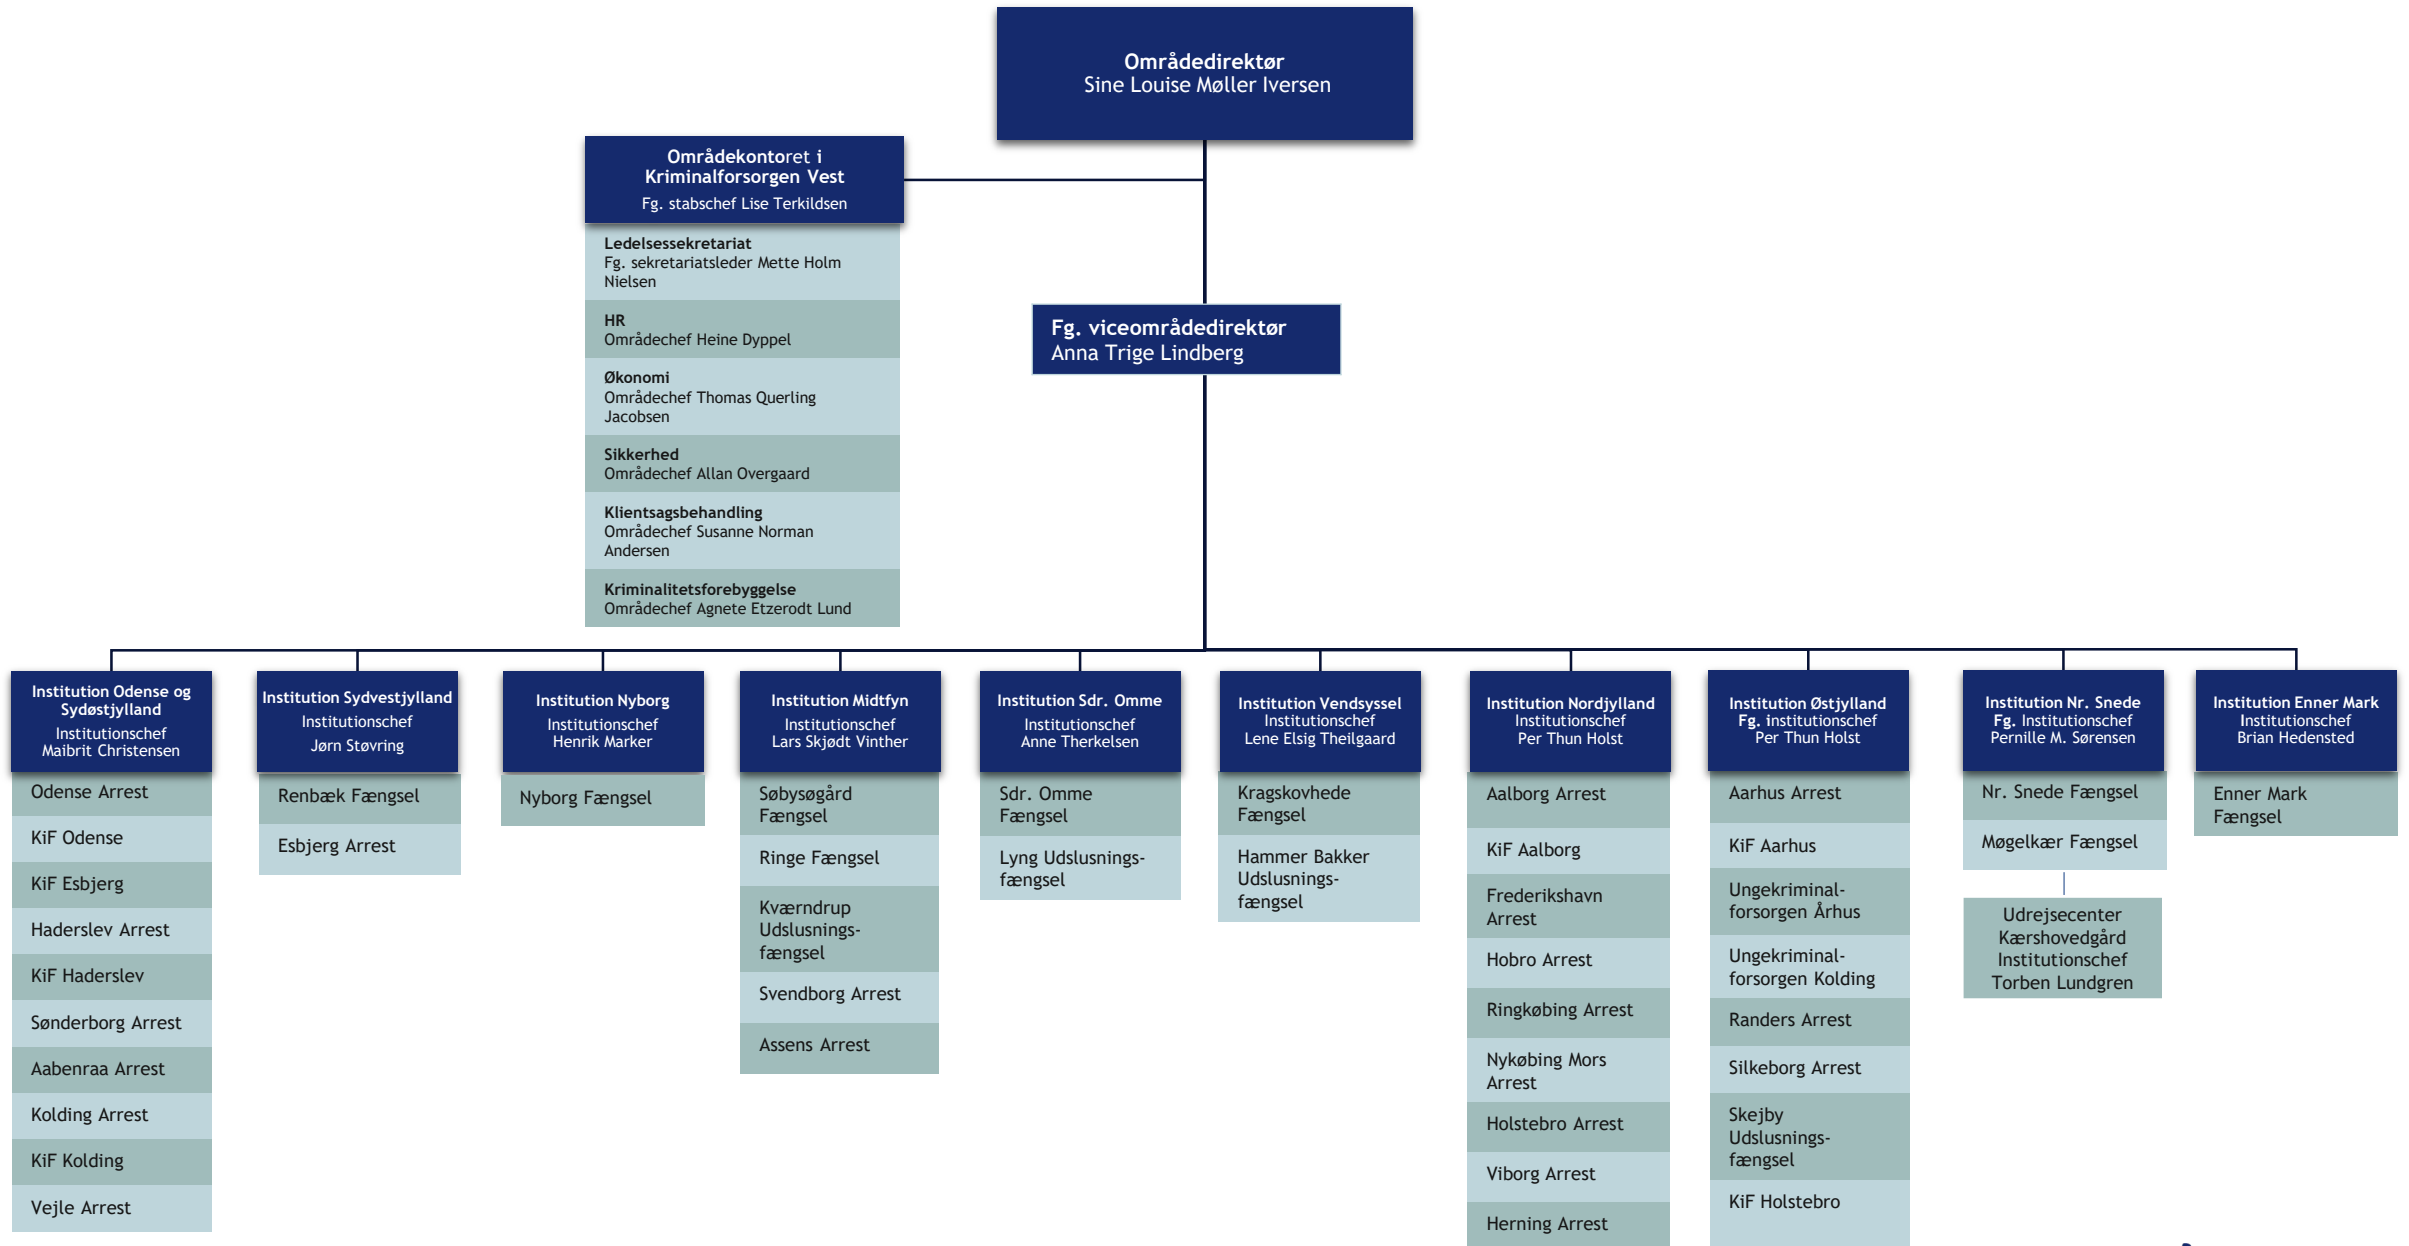 Områdedirektør
Sine Louise Møller Iversen
Områdekontoret i
Kriminalforsorgen Vest
Fg. stabschef Lise Terkildsen
Ledelsessekretariat
Fg. sekretariatsleder Mette Holm
Nielsen
HR
Områdechef Heine Dyppel
Økonomi
Områdechef Thomas Querling
Jacobsen
Sikkerhed
Områdechef Allan Overgaard
Klientsagsbehandling
Områdechef Susanne Norman
Andersen
Kriminalitetsforebyggelse
Områdechef Agnete Etzerodt Lund
Fg. viceområdedirektør
Anna Trige Lindberg
Institution Odense og
Sydøstjylland
Institutionschef
Maibrit Christensen
Odense Arrest
KiF Odense
KiF Esbjerg
Haderslev Arrest
KiF Haderslev
Sønderborg Arrest
Aabenraa Arrest
Kolding Arrest
KiF Kolding
Vejle Arrest
Institution Sydvestjylland
Institutionschef
Jørn Støvring
Renbæk Fængsel
Esbjerg Arrest
Institution Nyborg
Institutionschef
Henrik Marker
Nyborg Fængsel
Institution Midtfyn
Institutionschef
Lars Skjødt Vinther
Søbysøgård
Fængsel
Ringe Fængsel
Kværndrup
Udslusnings-
fængsel
Svendborg Arrest
Assens Arrest
Institution Sdr. Omme
Institutionschef
Anne Therkelsen
Sdr. Omme
Fængsel
Lyng Udslusnings-
fængsel
Institution Vendsyssel
Institutionschef
Lene Elsig Theilgaard
Kragskovhede
Fængsel
Hammer Bakker
Udslusnings-
fængsel
Institution Nordjylland
Institutionschef
Per Thun Holst
Aalborg Arrest
KiF Aalborg
Frederikshavn
Arrest
Hobro Arrest
Ringkøbing Arrest
Nykøbing Mors
Arrest
Holstebro Arrest
Viborg Arrest
Herning Arrest
Institution Østjylland
Fg. institutionschef
Per Thun Holst
Aarhus Arrest
KiF Aarhus
Ungekriminal-
forsorgen Århus
Ungekriminal-
forsorgen Kolding
Randers Arrest
Silkeborg Arrest
Skejby
Udslusnings-
fængsel
KiF Holstebro
Institution Nr. Snede
Fg. Institutionschef
Pernille M. Sørensen
Nr. Snede Fængsel
Møgelkær Fængsel
Udrejsecenter
Kærshovedgård
Institutionschef
Torben Lundgren
Institution Enner Mark
Institutionschef
Brian Hedensted
Enner Mark
Fængsel